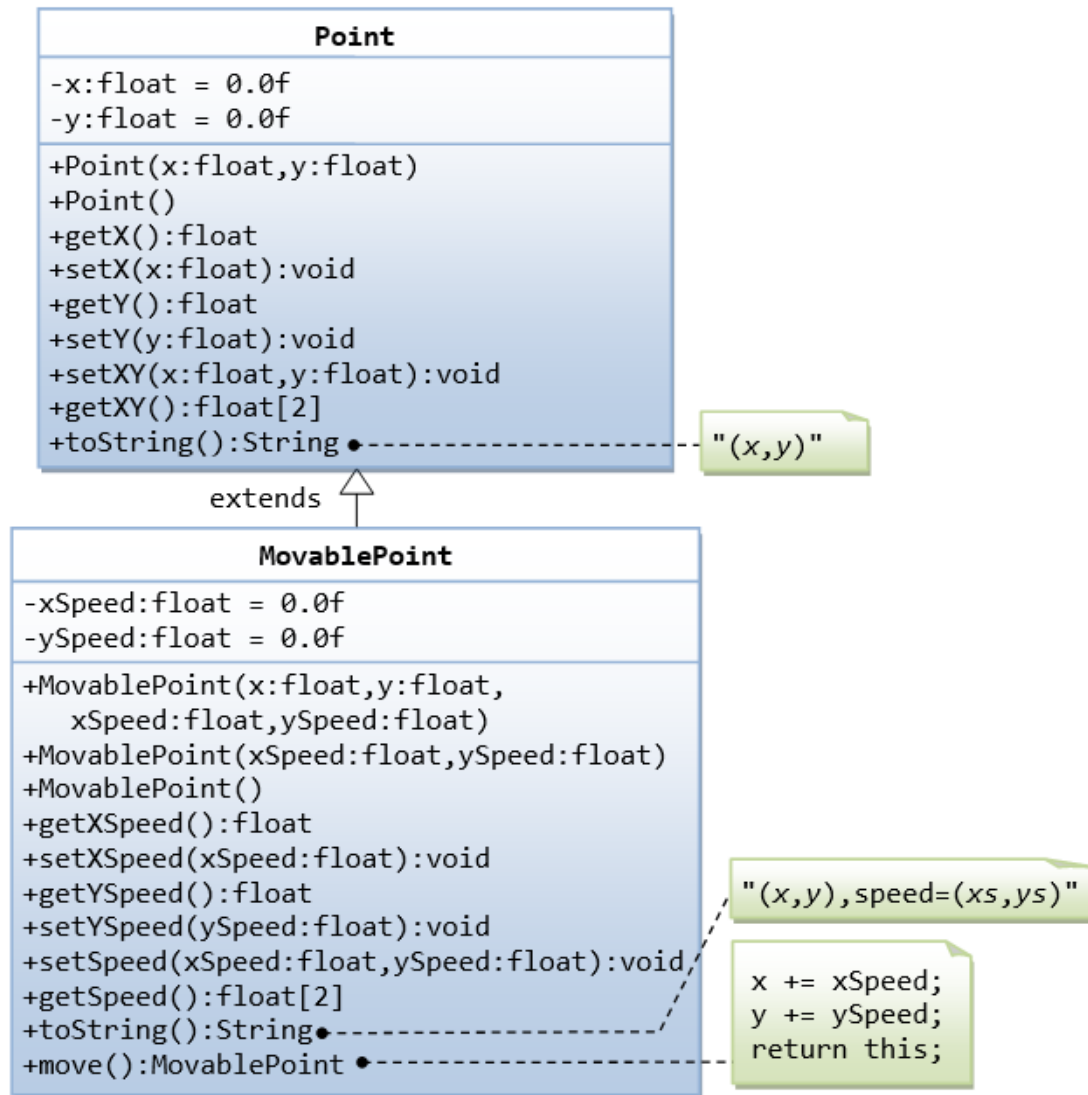 Point
-x:float = 0.0f
-y:float = 0.0f
+Point(x:float,y:float)
+Point()
+getX():float
+setX(x:float):void
+getY():float
+setY(y:float):void
+setXY(x:float,y:float):void
+getXY():float[2]
+toString():String
"(x,y)"
extends
MovablePoint
-xSpeed:float = 0.0f
-ySpeed:float = 0.0f
+MovablePoint(x:float,y:float,
xSpeed:float,ySpeed:float)
+MovablePoint(xSpeed:float,ySpeed:float)
+MovablePoint()
+getXSpeed():float
+setXSpeed(xSpeed:float):void
+getYSpeed():float
+setYSpeed(ySpeed:float):void
+setSpeed(xSpeed:float,ySpeed:float):void
+getSpeed():float[2]
+toString():String
+move():MovablePoint
"(x,y),speed=(xs,ys)"
x += xSpeed;
y += ySpeed;
return this;